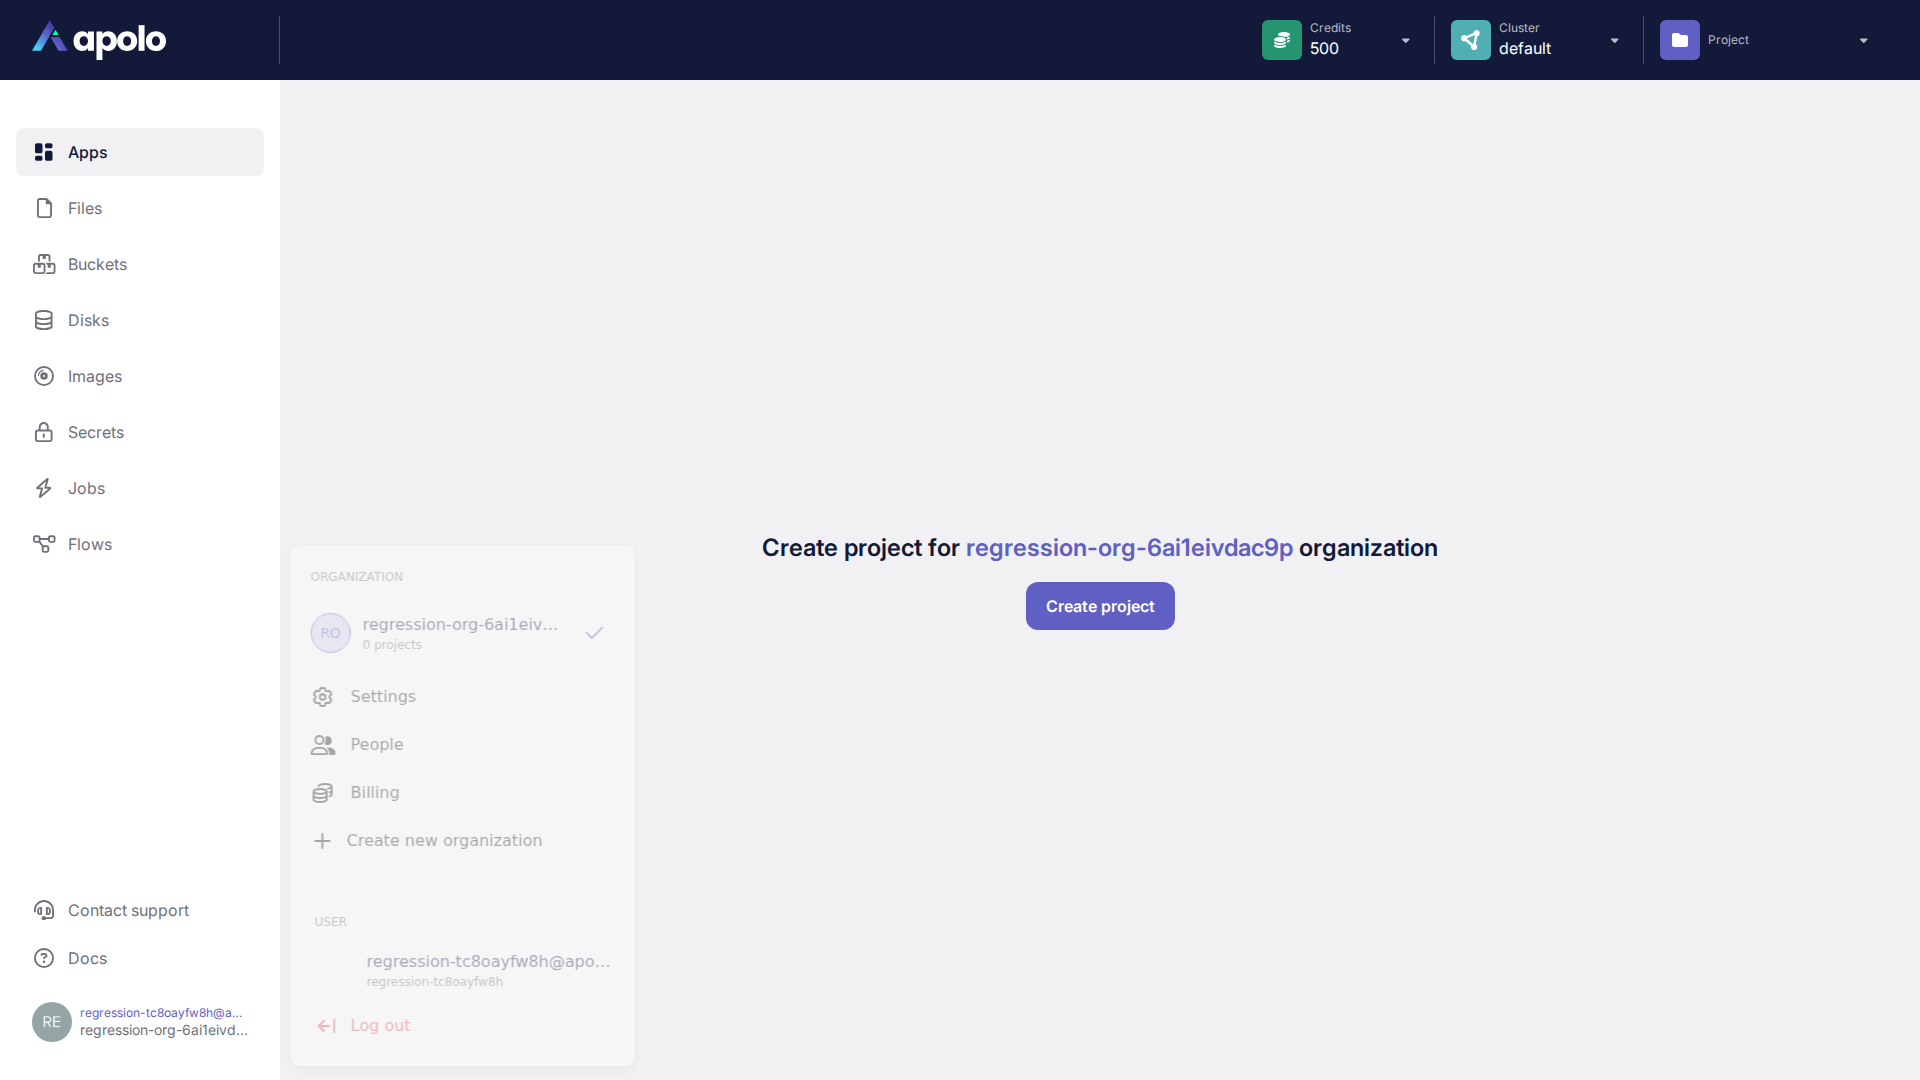 apolo
Credits
500
Cluster
default
Project
Apps
Files
Buckets
Disks
Images
Secrets
Jobs
Flows
Contact support
Docs
RE
regression-tc8oayfw8h@a...
regression-org-6ai1eivd...
ORGANIZATION
RO
regression-org-6ai1eiv...
0 projects
Settings
People
Billing
Create new organization
USER
regression-tc8oayfw8h@apo...
regression-tc8oayfw8h
Log out
Create project for regression-org-6ai1eivdac9p organization
Create project